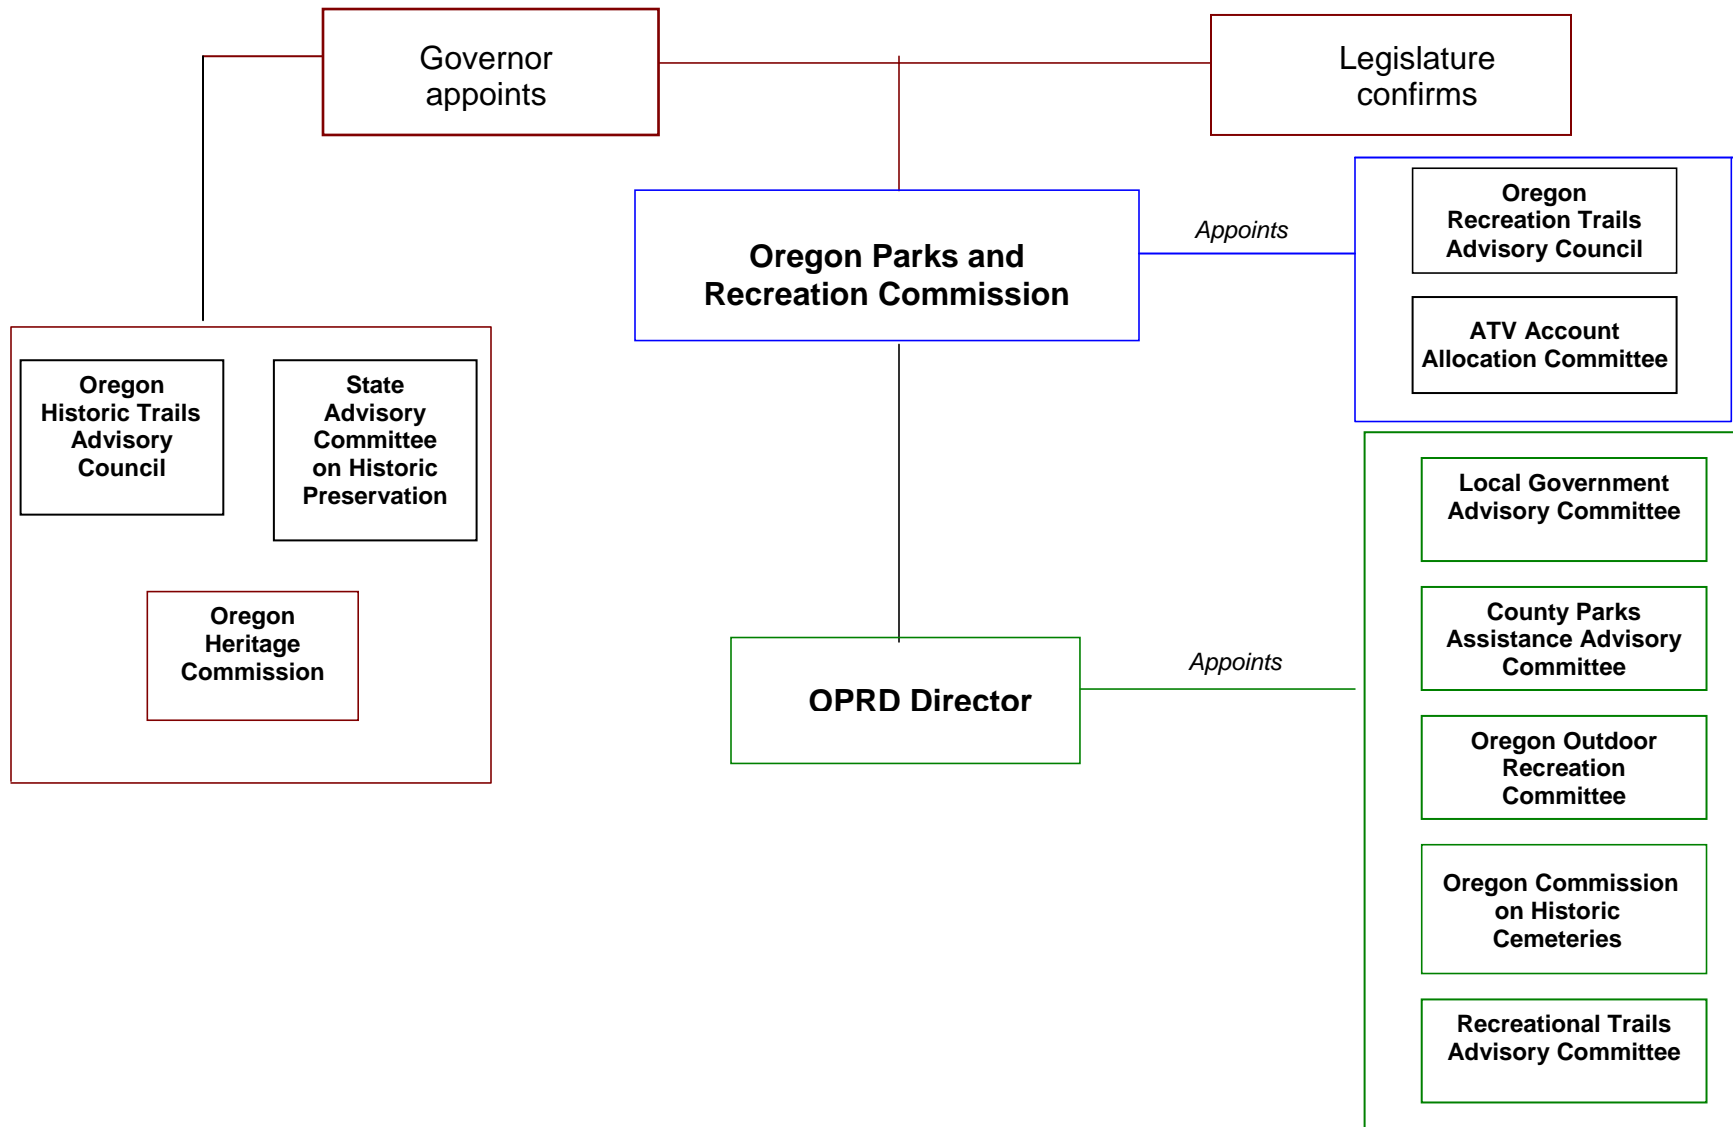 Governor
appoints
Legislature
confirms
Oregon Parks and
Recreation Commission
Appoints
Oregon
Recreation Trails
Advisory Council
ATV Account
Allocation Committee
Oregon
Historic Trails
Advisory
Council
State
Advisory
Committee
on Historic
Preservation
Oregon
Heritage
Commission
OPRD Director
Appoints
Local Government
Advisory Committee
County Parks
Assistance Advisory
Committee
Oregon Outdoor
Recreation
Committee
Oregon Commission
on Historic
Cemeteries
Recreational Trails
Advisory Committee